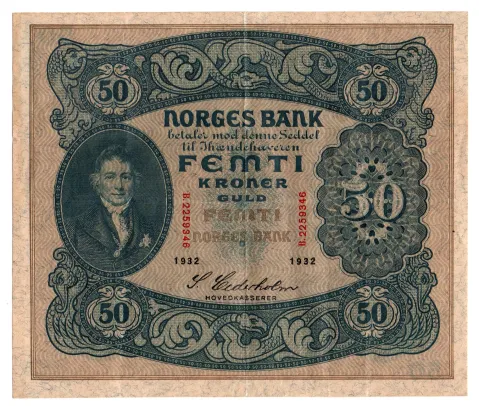 50 50
NORGES BANK
betaler mod denne Seddel
til Ihændehaveren
FEMTI
KRONER
GULD
FEMTI
NORGES BANK
50
B.2259346
B.2259346
1932 1932
S Cederholm
HOVEDKASSERER
50 50